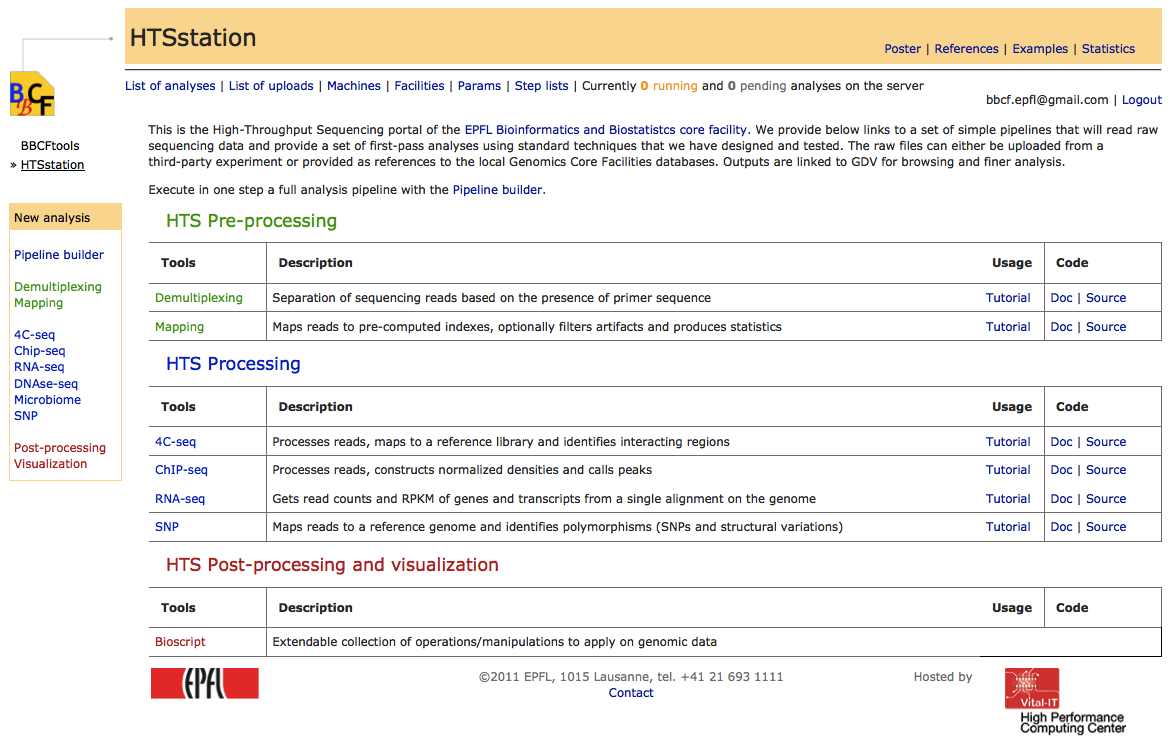 HTSstation
Poster | References | Examples | Statistics
List of analyses | List of uploads | Machines | Facilities | Params | Step lists | Currently 0 running and 0 pending analyses on the server
bbcf.epfl@gmail.com | Logout
BBCF
BBCFtools
» HTSstation
New analysis
Pipeline builder
Demultiplexing
Mapping
4C-seq
Chip-seq
RNA-seq
DNAse-seq
Microbiome
SNP
Post-processing
Visualization
This is the High-Throughput Sequencing portal of the EPFL Bioinformatics and Biostatistcs core facility. We provide below links to a set of simple pipelines that will read raw
sequencing data and provide a set of first-pass analyses using standard techniques that we have designed and tested. The raw files can either be uploaded from a
third-party experiment or provided as references to the local Genomics Core Facilities databases. Outputs are linked to GDV for browsing and finer analysis.
Execute in one step a full analysis pipeline with the Pipeline builder.
HTS Pre-processing
Tools Description Usage Code
Demultiplexing Separation of sequencing reads based on the presence of primer sequence Tutorial Doc | Source
Mapping Maps reads to pre-computed indexes, optionally filters artifacts and produces statistics Tutorial Doc | Source
HTS Processing
Tools Description Usage Code
4C-seq Processes reads, maps to a reference library and identifies interacting regions Tutorial Doc | Source
ChIP-seq Processes reads, constructs normalized densities and calls peaks Tutorial Doc | Source
RNA-seq Gets read counts and RPKM of genes and transcripts from a single alignment on the genome Tutorial Doc | Source
SNP Maps reads to a reference genome and identifies polymorphisms (SNPs and structural variations) Tutorial Doc | Source
HTS Post-processing and visualization
Tools Description Usage Code
Bioscript Extendable collection of operations/manipulations to apply on genomic data
EPFL
©2011 EPFL, 1015 Lausanne, tel. +41 21 693 1111
Contact
Hosted by
Vital-IT
High Performance
Computing Center